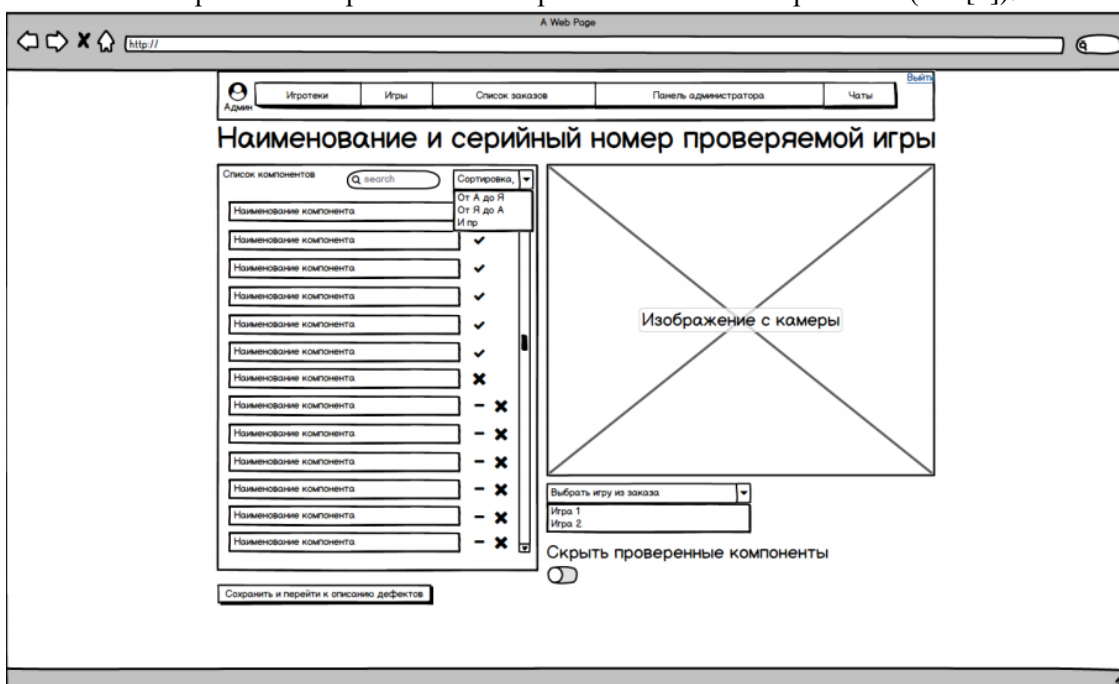 A Web Page
http://
Выйти
Админ
Игротеки
Игры
Список заказов
Панель администратора
Чаты
Наименование и серийный номер проверяемой игры
Список компонентов
search
Сортировка,
От А до Я
От Я до А
И пр
Наименование компонента
Наименование компонента
Наименование компонента
Наименование компонента
Наименование компонента
Наименование компонента
Наименование компонента
Наименование компонента
Наименование компонента
Наименование компонента
Наименование компонента
Наименование компонента
Наименование компонента
Изображение с камеры
Выбрать игру из заказа
Игра 1
Игра 2
Скрыть проверенные компоненты
Сохранить и перейти к описанию дефектов